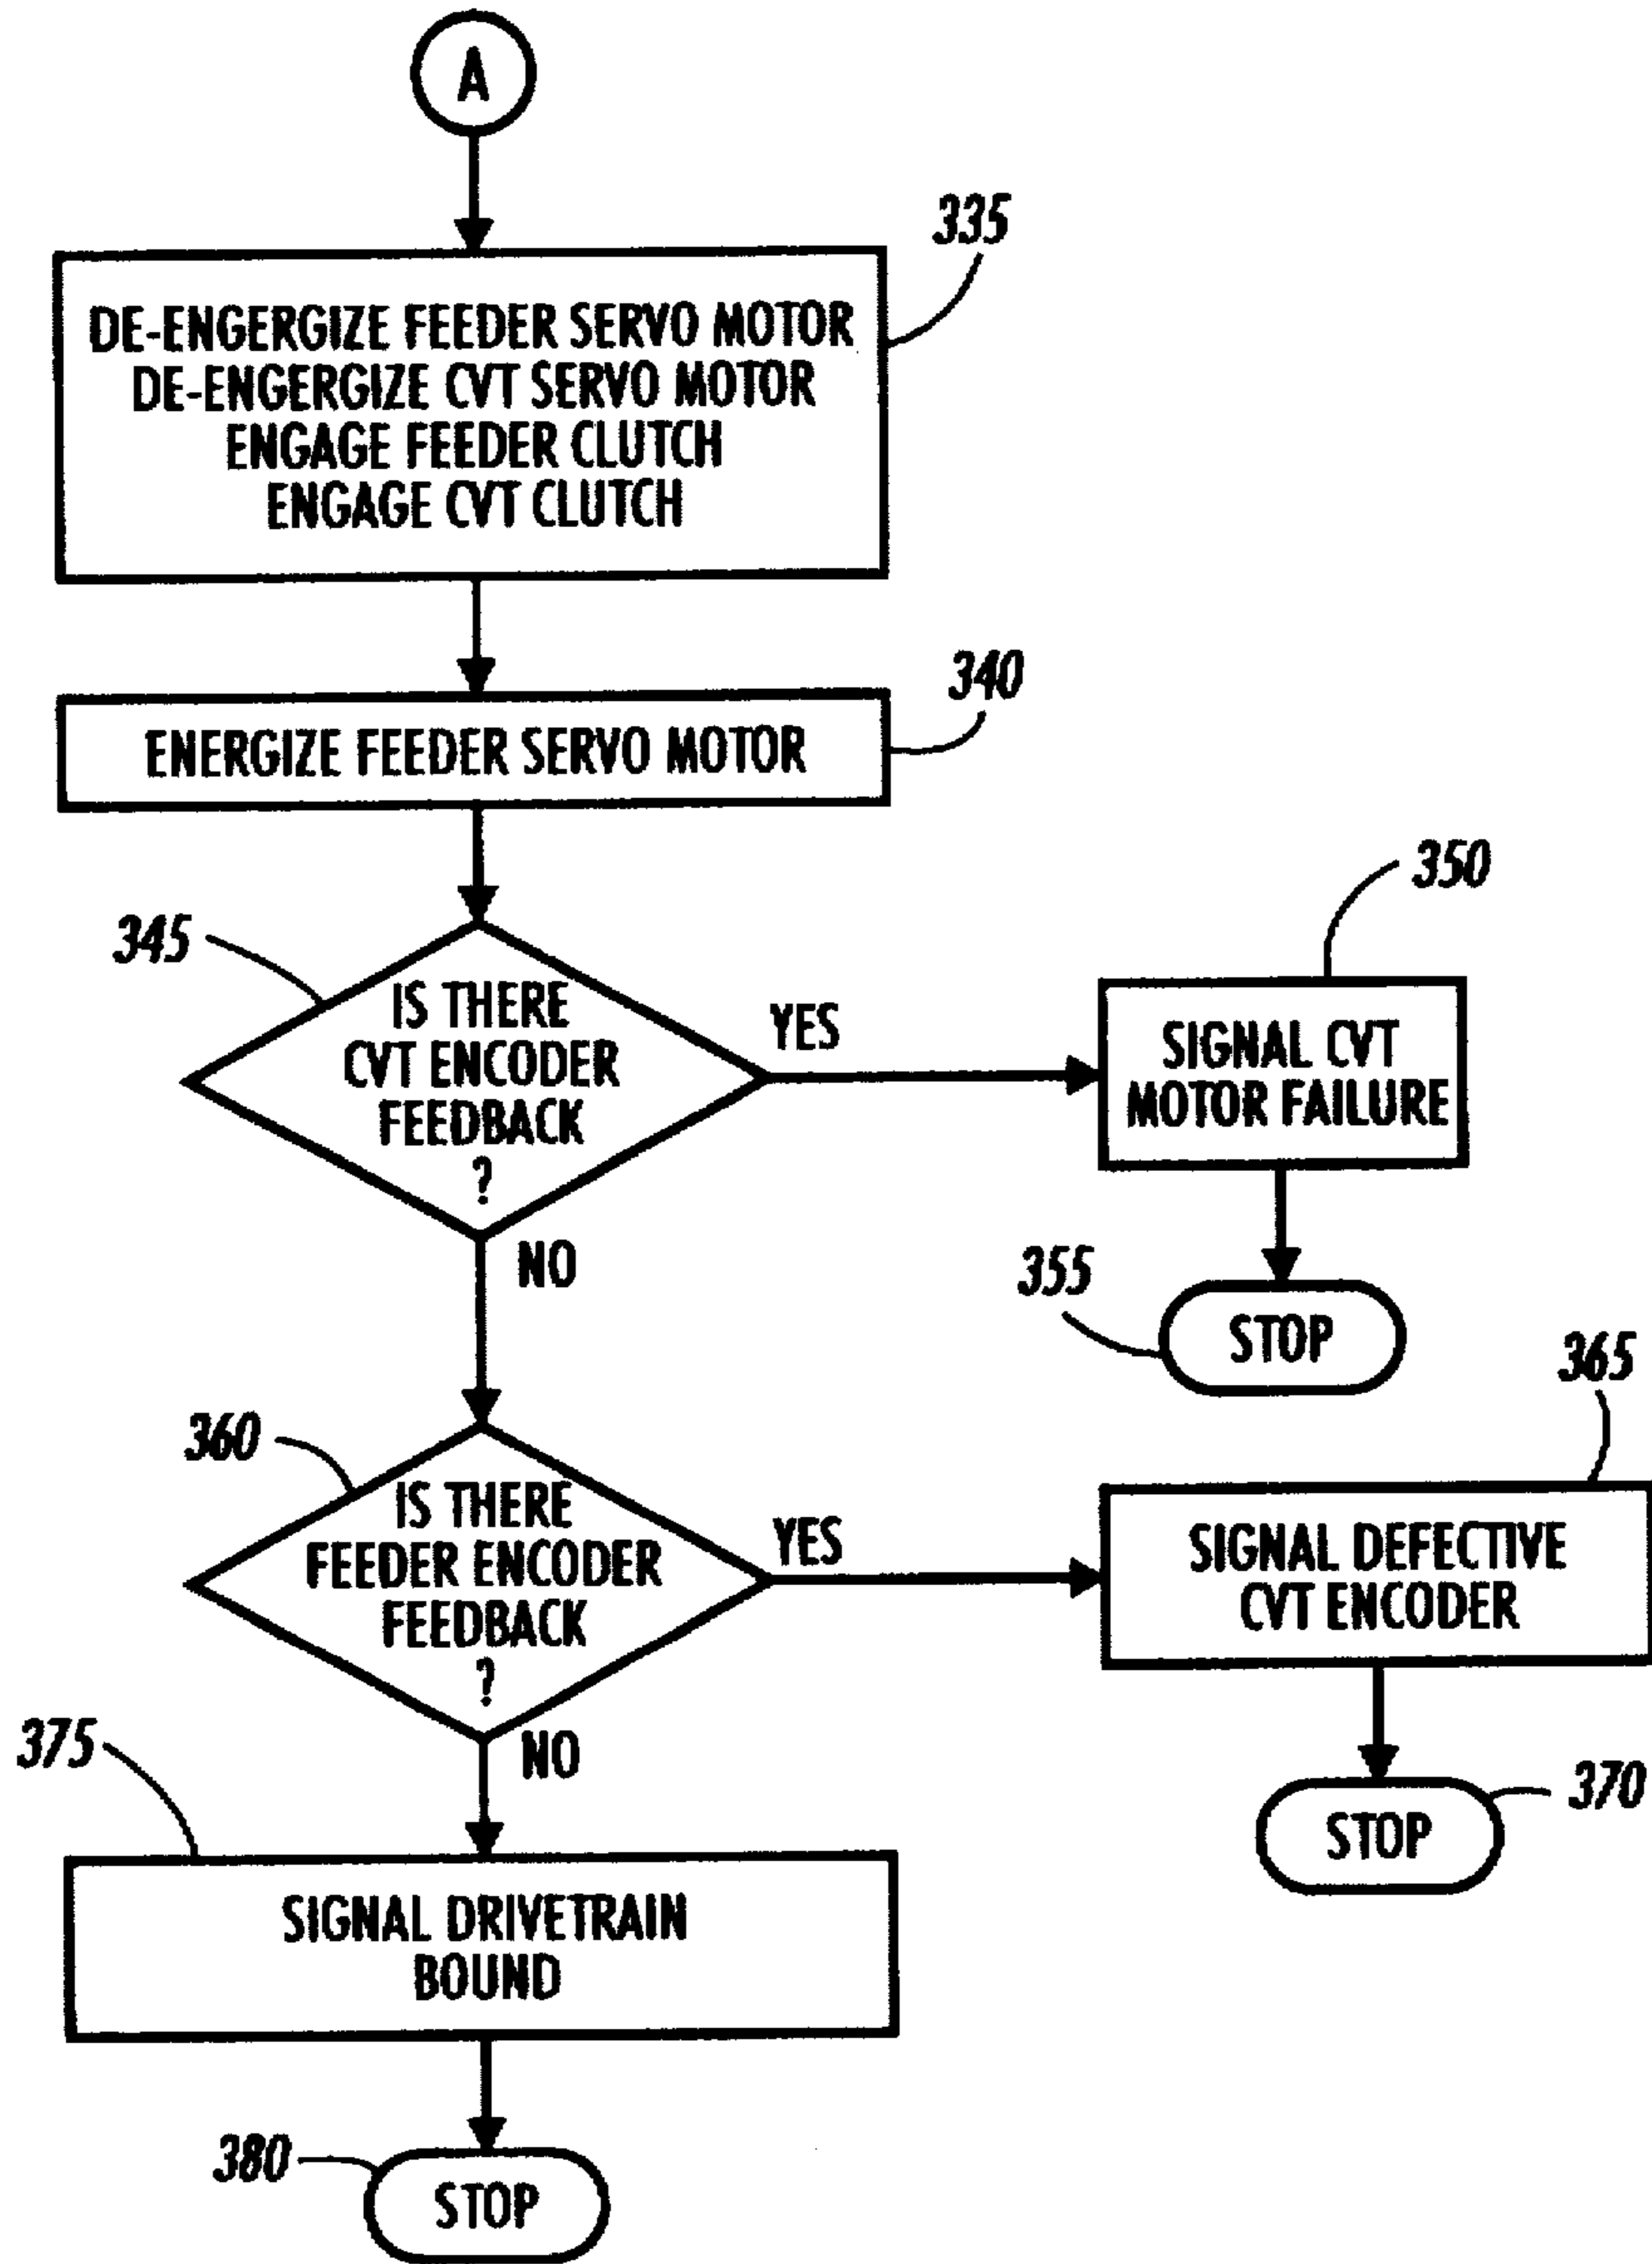 A
335
DE-ENGERGIZE FEEDER SERVO MOTOR
DE-ENGERGIZE CVT SERVO MOTOR
ENGAGE FEEDER CLUTCH
ENGAGE CVT CLUTCH
340
ENERGIZE FEEDER SERVO MOTOR
345
IS THERE
CVT ENCODER
FEEDBACK
?
YES
350
SIGNAL CVT
MOTOR FAILURE
NO
355
STOP
360
IS THERE
FEEDER ENCODER
FEEDBACK
?
YES
365
SIGNAL DEFECTIVE
CVT ENCODER
NO
370
STOP
375
SIGNAL DRIVETRAIN
BOUND
380
STOP